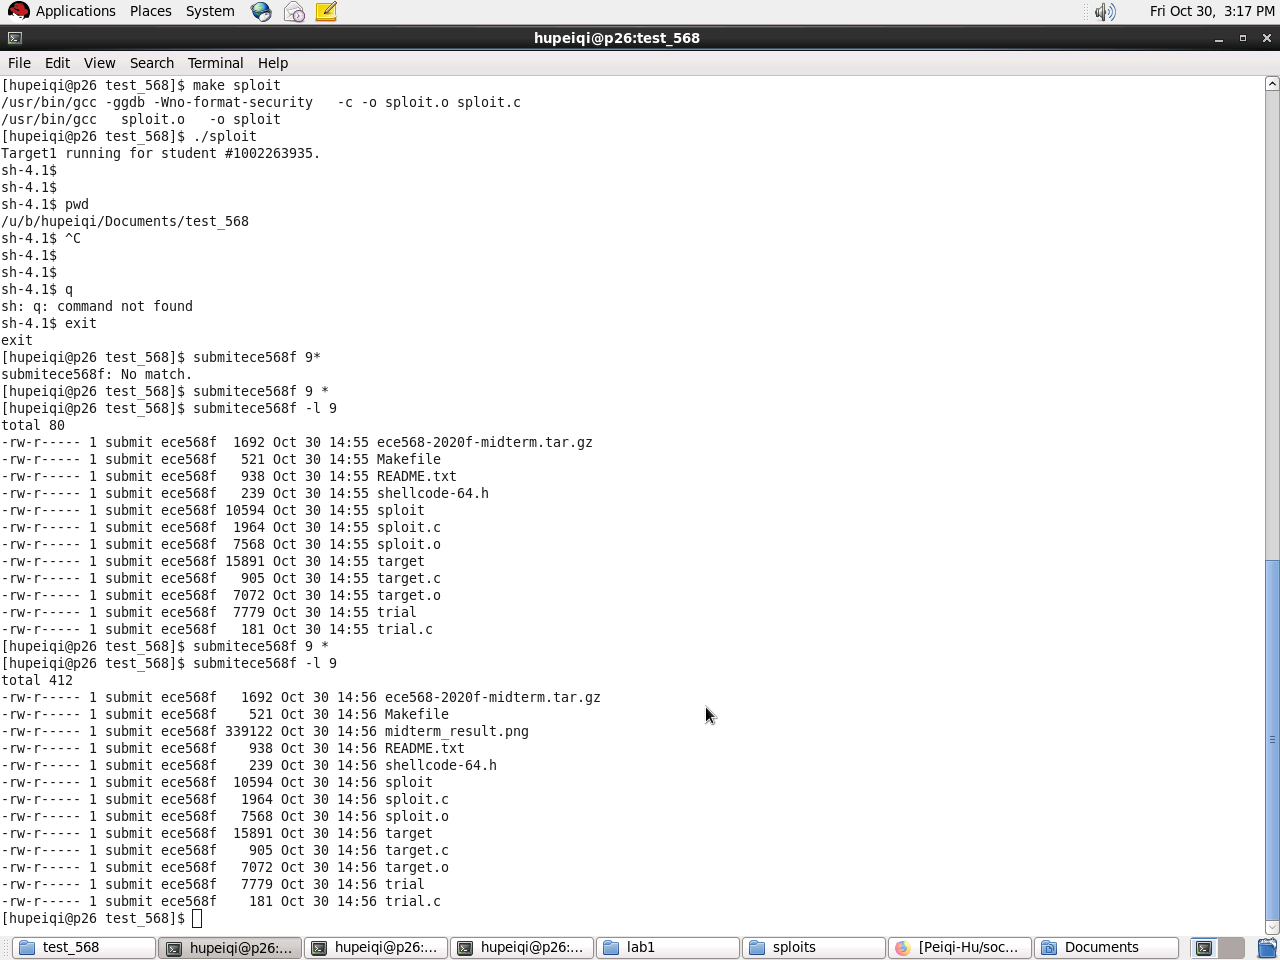 Applications Places System Fri Oct 30, 3:17 PM
hupeiqi@p26:test_568
File Edit View Search Terminal Help
[hupeiqi@p26 test_568]$ make sploit
/usr/bin/gcc -ggdb -Wno-format-security   -c -o sploit.o sploit.c
/usr/bin/gcc   sploit.o   -o sploit
[hupeiqi@p26 test_568]$ ./sploit
Target1 running for student #1002263935.
sh-4.1$
sh-4.1$
sh-4.1$ pwd
/u/b/hupeiqi/Documents/test_568
sh-4.1$ ^C
sh-4.1$
sh-4.1$
sh-4.1$ q
sh: q: command not found
sh-4.1$ exit
exit
[hupeiqi@p26 test_568]$ submitece568f 9*
submitece568f: No match.
[hupeiqi@p26 test_568]$ submitece568f 9 *
[hupeiqi@p26 test_568]$ submitece568f -l 9
total 80
-rw-r----- 1 submit ece568f  1692 Oct 30 14:55 ece568-2020f-midterm.tar.gz
-rw-r----- 1 submit ece568f   521 Oct 30 14:55 Makefile
-rw-r----- 1 submit ece568f   938 Oct 30 14:55 README.txt
-rw-r----- 1 submit ece568f   239 Oct 30 14:55 shellcode-64.h
-rw-r----- 1 submit ece568f 10594 Oct 30 14:55 sploit
-rw-r----- 1 submit ece568f  1964 Oct 30 14:55 sploit.c
-rw-r----- 1 submit ece568f  7568 Oct 30 14:55 sploit.o
-rw-r----- 1 submit ece568f 15891 Oct 30 14:55 target
-rw-r----- 1 submit ece568f   905 Oct 30 14:55 target.c
-rw-r----- 1 submit ece568f  7072 Oct 30 14:55 target.o
-rw-r----- 1 submit ece568f  7779 Oct 30 14:55 trial
-rw-r----- 1 submit ece568f   181 Oct 30 14:55 trial.c
[hupeiqi@p26 test_568]$ submitece568f 9 *
[hupeiqi@p26 test_568]$ submitece568f -l 9
total 412
-rw-r----- 1 submit ece568f   1692 Oct 30 14:56 ece568-2020f-midterm.tar.gz
-rw-r----- 1 submit ece568f    521 Oct 30 14:56 Makefile
-rw-r----- 1 submit ece568f 339122 Oct 30 14:56 midterm_result.png
-rw-r----- 1 submit ece568f    938 Oct 30 14:56 README.txt
-rw-r----- 1 submit ece568f    239 Oct 30 14:56 shellcode-64.h
-rw-r----- 1 submit ece568f  10594 Oct 30 14:56 sploit
-rw-r----- 1 submit ece568f   1964 Oct 30 14:56 sploit.c
-rw-r----- 1 submit ece568f   7568 Oct 30 14:56 sploit.o
-rw-r----- 1 submit ece568f  15891 Oct 30 14:56 target
-rw-r----- 1 submit ece568f    905 Oct 30 14:56 target.c
-rw-r----- 1 submit ece568f   7072 Oct 30 14:56 target.o
-rw-r----- 1 submit ece568f   7779 Oct 30 14:56 trial
-rw-r----- 1 submit ece568f    181 Oct 30 14:56 trial.c
[hupeiqi@p26 test_568]$
test_568 hupeiqi@p26:... hupeiqi@p26:... hupeiqi@p26:... lab1 sploits [Peiqi-Hu/soc... Documents